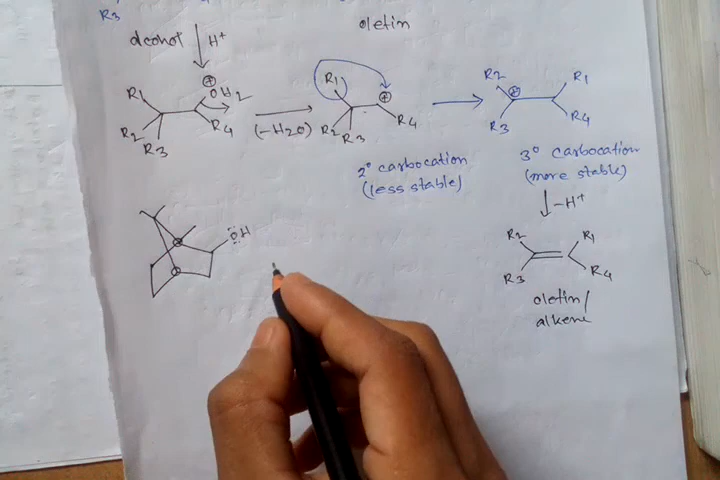 R3
olefin
alcohol H+
R1 ⊕ OH2
R2 R3 R4
(-H2O)
R1 ⊕
R2 R3 R4
R2 ⊕ R1
R3 R4
2° carbocation
(less stable)
3° carbocation
(more stable)
-H+
R2 R1
R3 R4
olefin/
alkene
ÖH